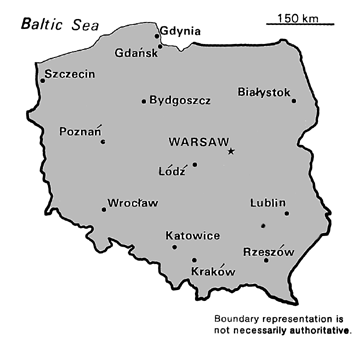 Baltic Sea
150 km
Gdynia
Gdańsk
Szczecin
Bydgoszcz
Białystok
Poznań
WARSAW
Łódź
Wrocław
Lublin
Katowice
Rzeszów
Kraków
Boundary representation is
not necessarily authoritative.